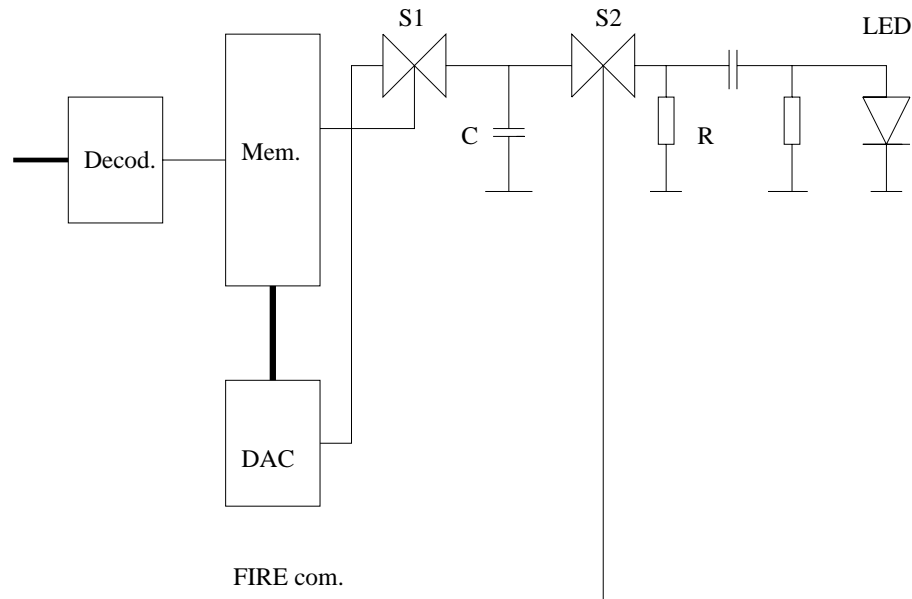 S1
S2
LED
C
R
Decod.
Mem.
DAC
FIRE com.